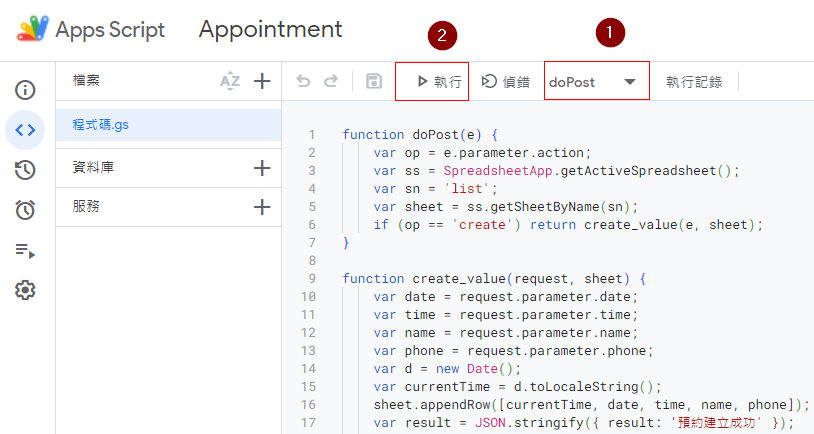 Apps Script Appointment
2 1
檔案 AZ 執行 偵錯 doPost 執行記錄
程式碼.gs
資料庫
服務
1 function doPost(e) {
2 var op = e.parameter.action;
3 var ss = SpreadsheetApp.getActiveSpreadsheet();
4 var sn = 'list';
5 var sheet = ss.getSheetByName(sn);
6 if (op == 'create') return create_value(e, sheet);
7 }
8
9 function create_value(request, sheet) {
10 var date = request.parameter.date;
11 var time = request.parameter.time;
12 var name = request.parameter.name;
13 var phone = request.parameter.phone;
14 var d = new Date();
15 var currentTime = d.toLocaleString();
16 sheet.appendRow([currentTime, date, time, name, phone]);
17 var result = JSON.stringify({ result: '預約建立成功' });